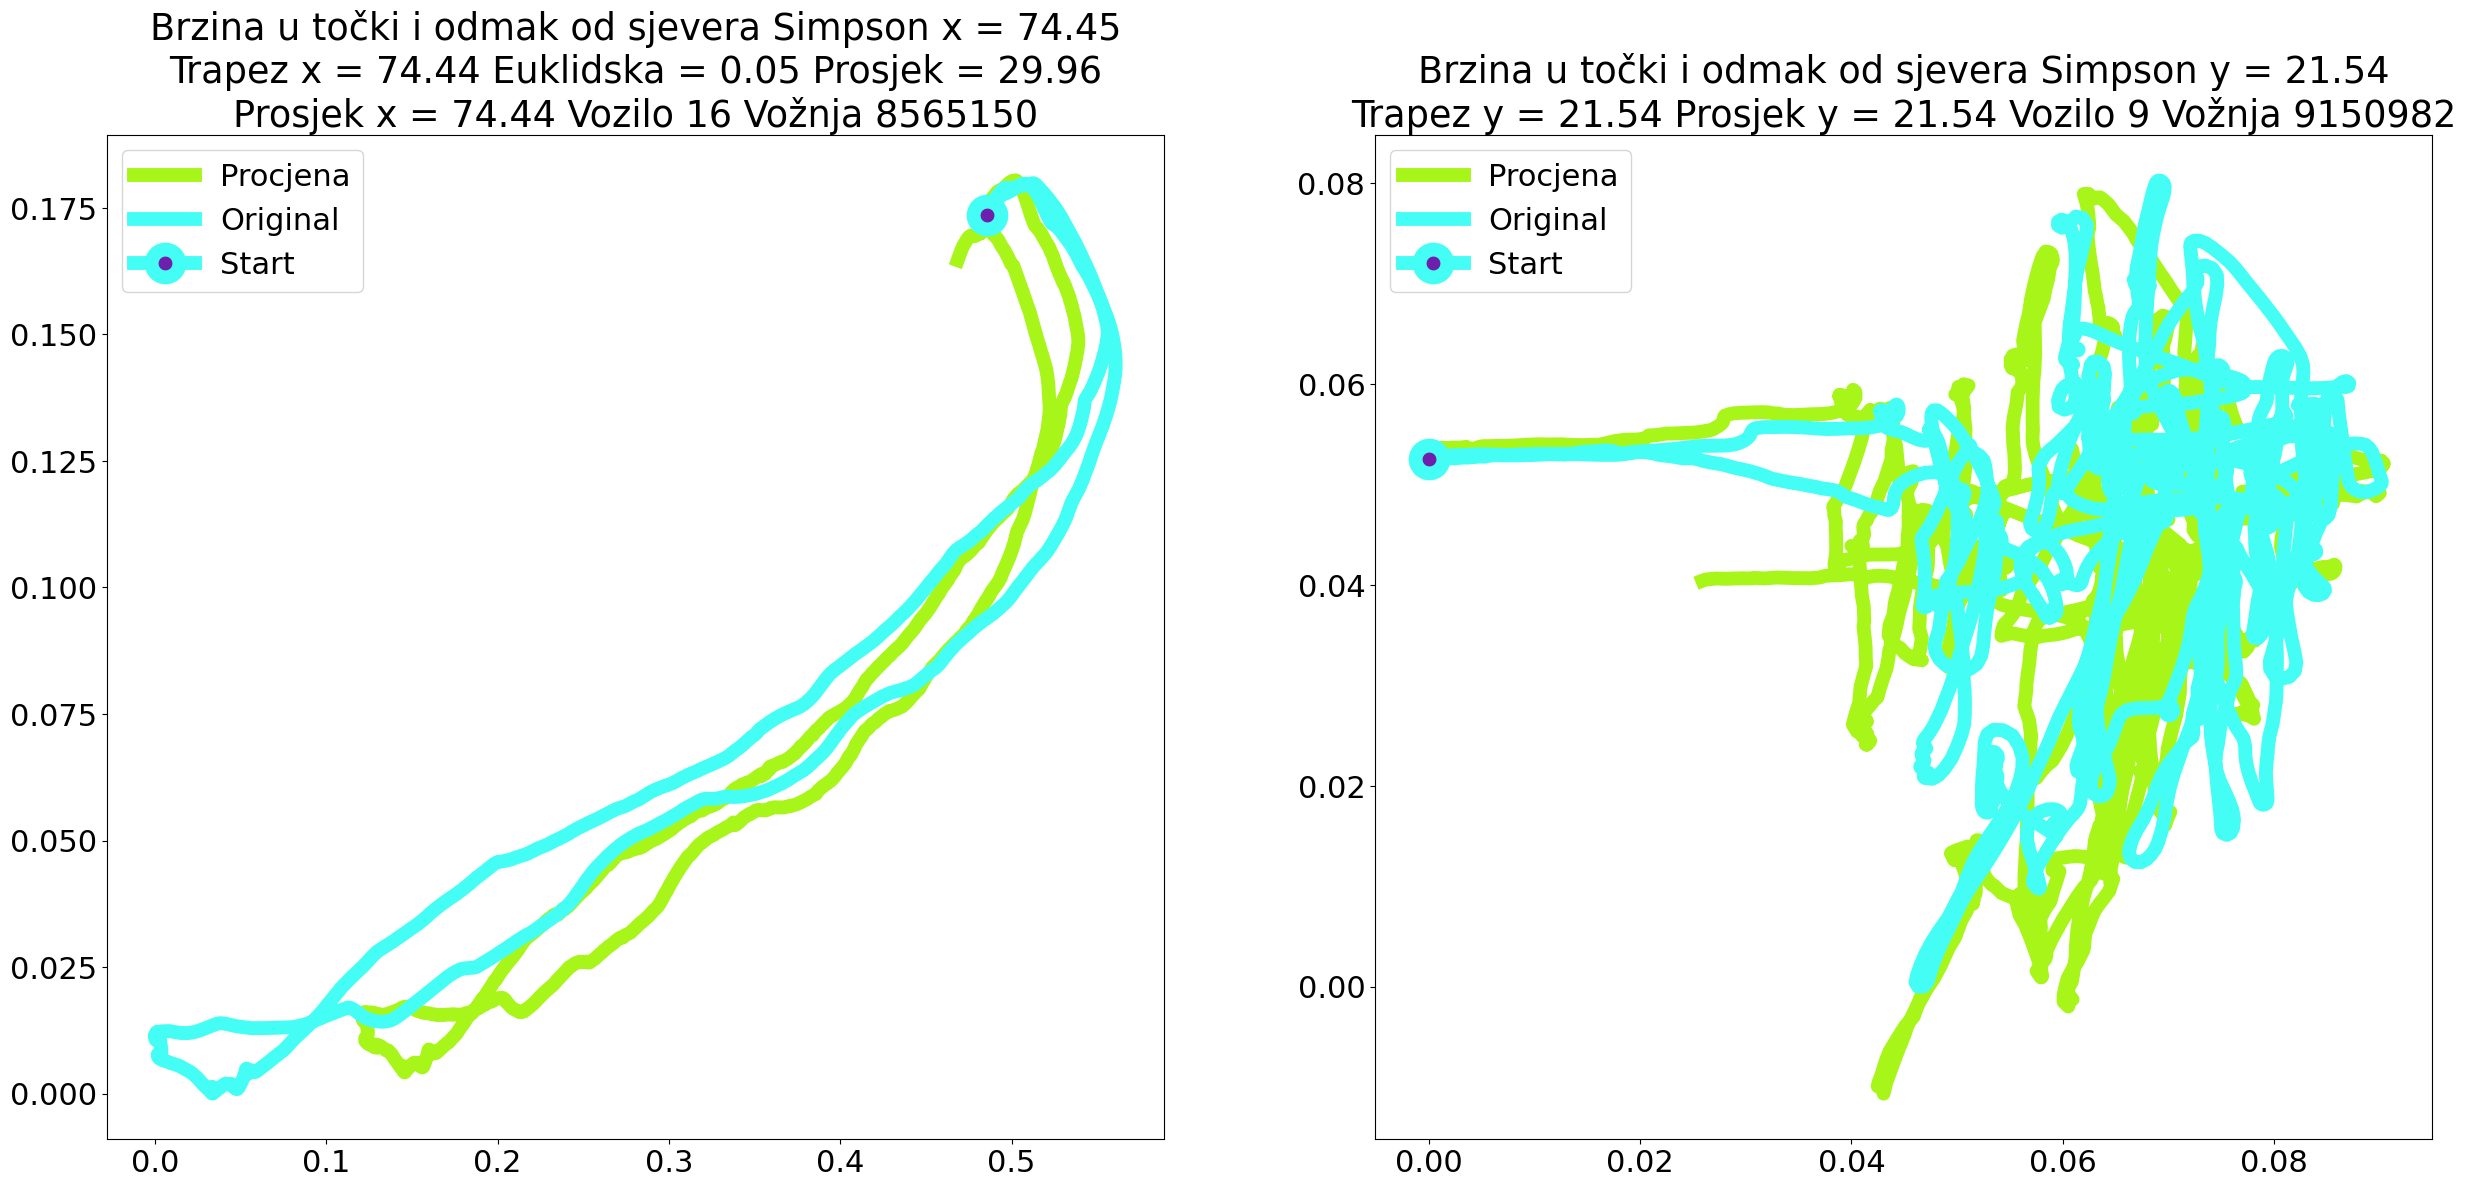 Brzina u točki i odmak od sjevera Simpson x = 74.45
Trapez x = 74.44 Euklidska = 0.05 Prosjek = 29.96
Prosjek x = 74.44 Vozilo 16 Vožnja 8565150
Procjena
Original
Start
0.175
0.150
0.125
0.100
0.075
0.050
0.025
0.000
0.0 0.1 0.2 0.3 0.4 0.5
Brzina u točki i odmak od sjevera Simpson y = 21.54
Trapez y = 21.54 Prosjek y = 21.54 Vozilo 9 Vožnja 9150982
Procjena
Original
Start
0.08
0.06
0.04
0.02
0.00
0.00 0.02 0.04 0.06 0.08